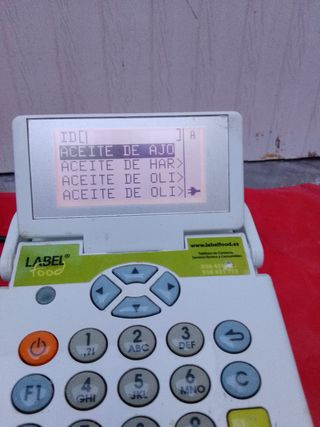 ID[ ] A
ACEITE DE AJO
ACEITE DE HAR>
ACEITE DE OLI>
ACEITE DE OLI>
LABEL®
food
www.labelfood.es
1
.,?!
2
ABC
3
DEF
F1
4
GHI
5
JKL
6
MNO
C